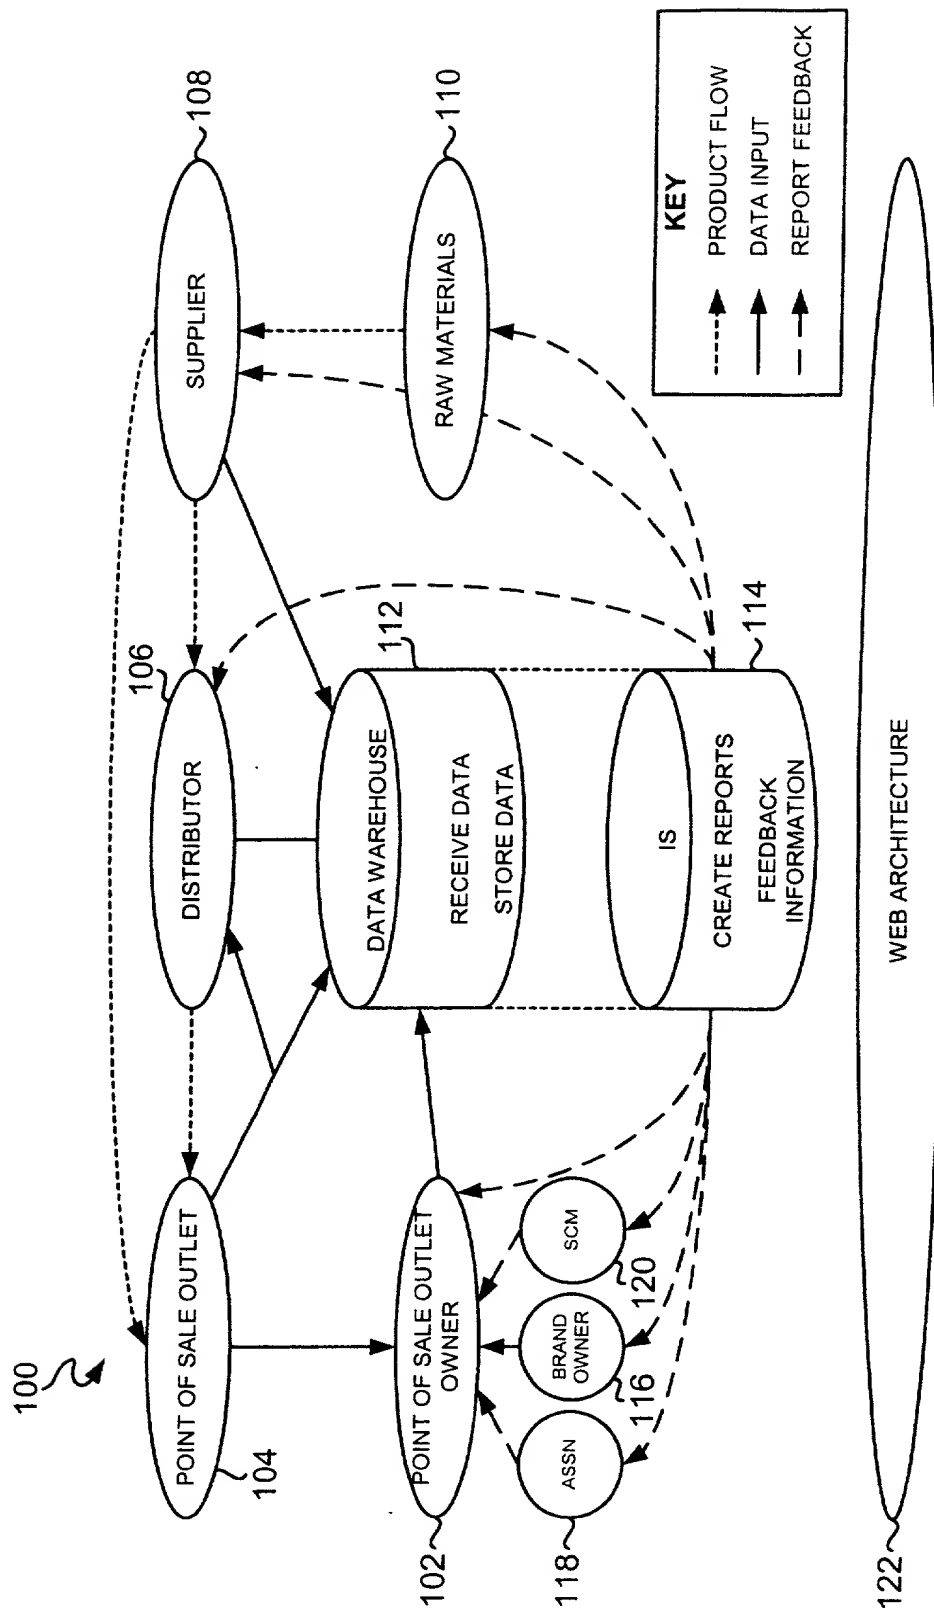 100
POINT OF SALE OUTLET
104
DISTRIBUTOR
106
SUPPLIER
108
POINT OF SALE OUTLET
OWNER
102
DATA WAREHOUSE
RECEIVE DATA
STORE DATA
112
RAW MATERIALS
110
ASSN
118
BRAND
OWNER
116
SCM
120
IS
CREATE REPORTS
FEEDBACK
INFORMATION
114
KEY
PRODUCT FLOW
DATA INPUT
REPORT FEEDBACK
WEB ARCHITECTURE
122